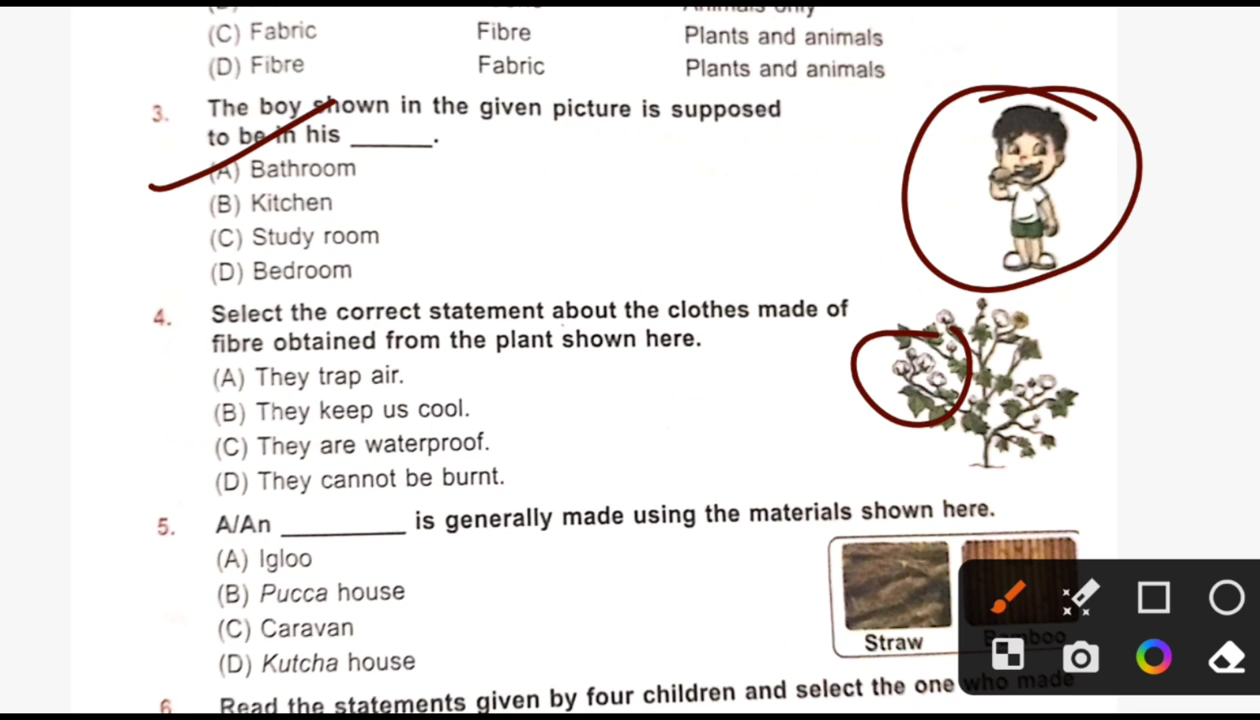 (C) Fabric Fibre Plants and animals
(D) Fibre Fabric Plants and animals
3. The boy shown in the given picture is supposed
to be in his ______.
(A) Bathroom
(B) Kitchen
(C) Study room
(D) Bedroom
4. Select the correct statement about the clothes made of
fibre obtained from the plant shown here.
(A) They trap air.
(B) They keep us cool.
(C) They are waterproof.
(D) They cannot be burnt.
5. A/An _________ is generally made using the materials shown here.
(A) Igloo
(B) Pucca house
(C) Caravan
(D) Kutcha house
Straw Bamboo
6. Read the statements given by four children and select the one who made